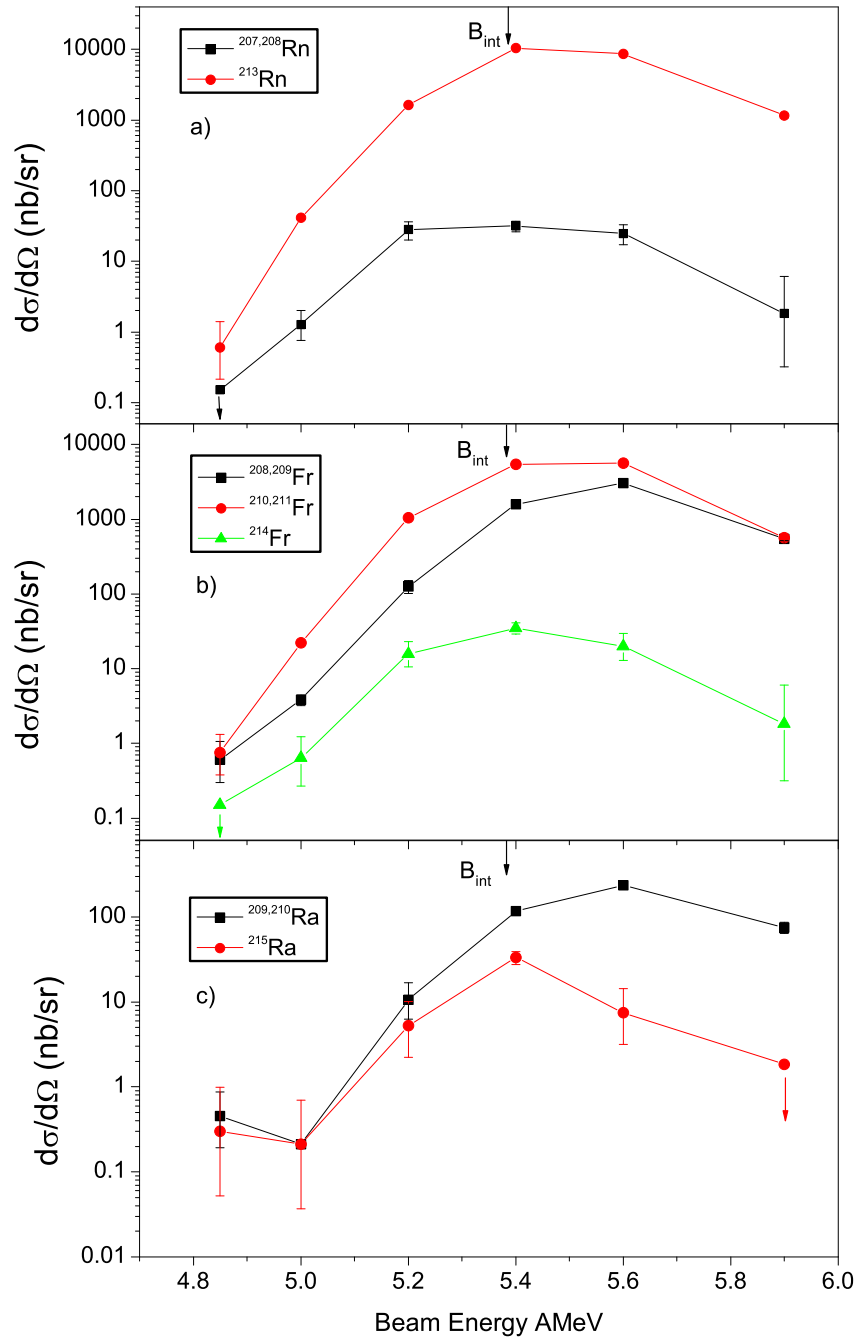 B_int
²⁰⁷,²⁰⁸Rn
²¹³Rn
a)
10000
1000
100
10
1
0.1
dσ/dΩ (nb/sr)
B_int
²⁰⁸,²⁰⁹Fr
²¹⁰,²¹¹Fr
²¹⁴Fr
b)
10000
1000
100
10
1
0.1
dσ/dΩ (nb/sr)
B_int
²⁰⁹,²¹⁰Ra
²¹⁵Ra
c)
100
10
1
0.1
0.01
dσ/dΩ (nb/sr)
4.8 5.0 5.2 5.4 5.6 5.8 6.0
Beam Energy AMeV